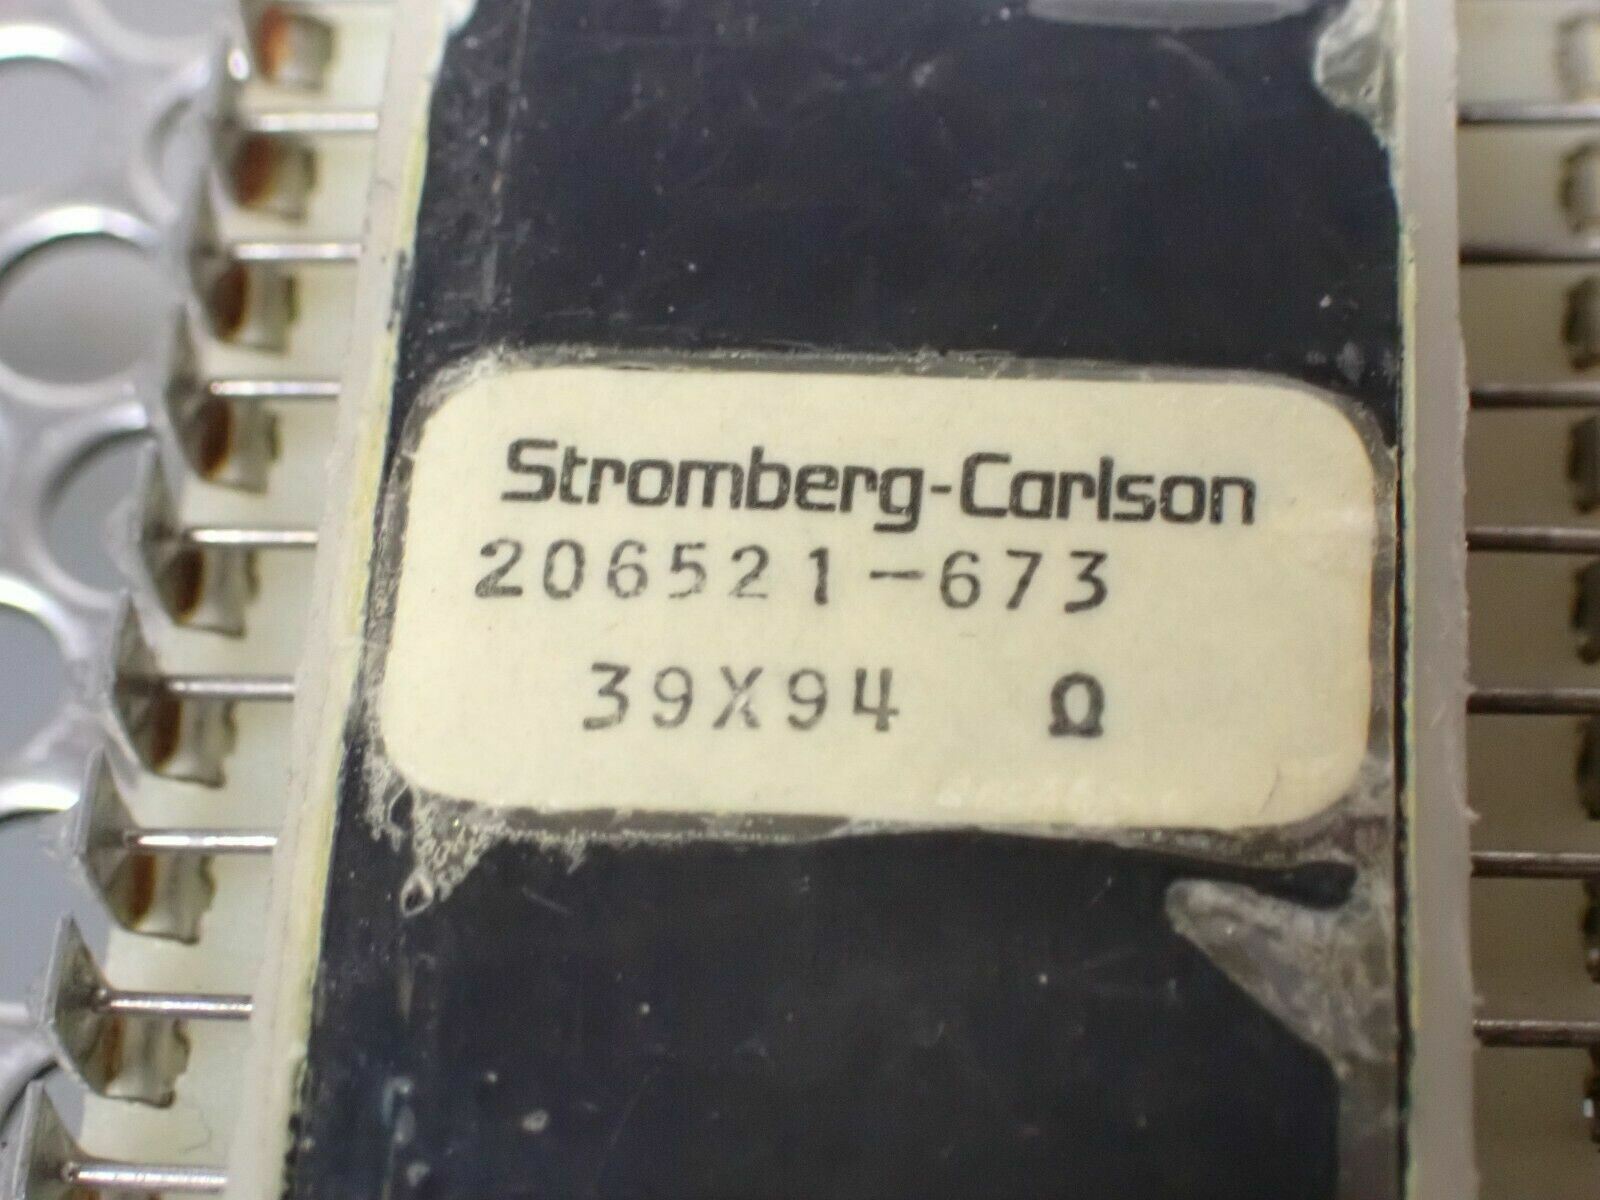 Stromberg-Carlson
206521-673
39X94 Ω